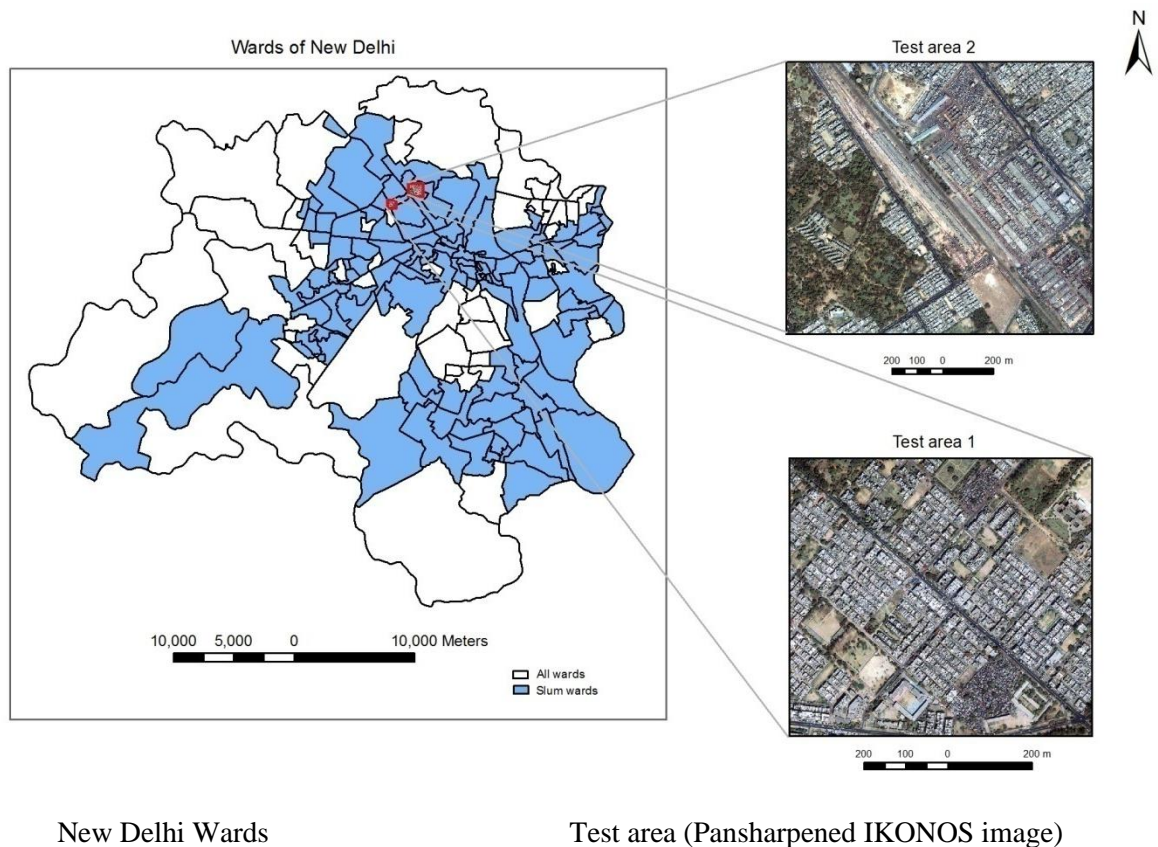 N
Wards of New Delhi
Test area 2
200 100 0 200 m
Test area 1
10,000 5,000 0 10,000 Meters
All wards
Slum wards
200 100 0 200 m
New Delhi Wards
Test area (Pansharpened IKONOS image)